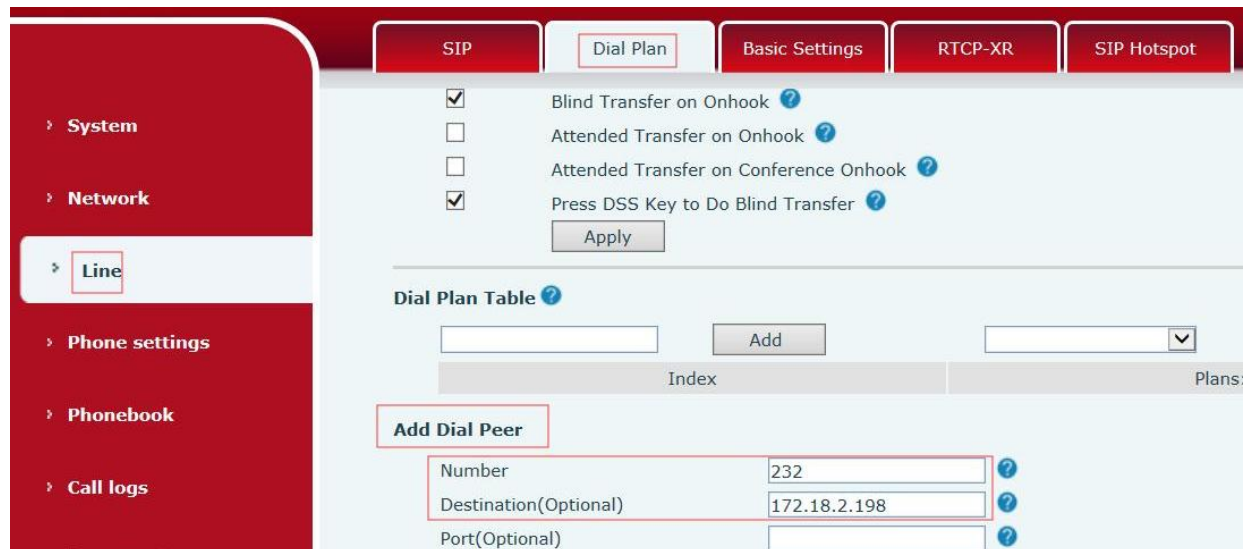 SIP Dial Plan Basic Settings RTCP-XR SIP Hotspot
System
Network
Line
Phone settings
Phonebook
Call logs
Blind Transfer on Onhook
Attended Transfer on Onhook
Attended Transfer on Conference Onhook
Press DSS Key to Do Blind Transfer
Apply
Dial Plan Table
Add
Index Plans:
Add Dial Peer
Number 232
Destination(Optional) 172.18.2.198
Port(Optional)